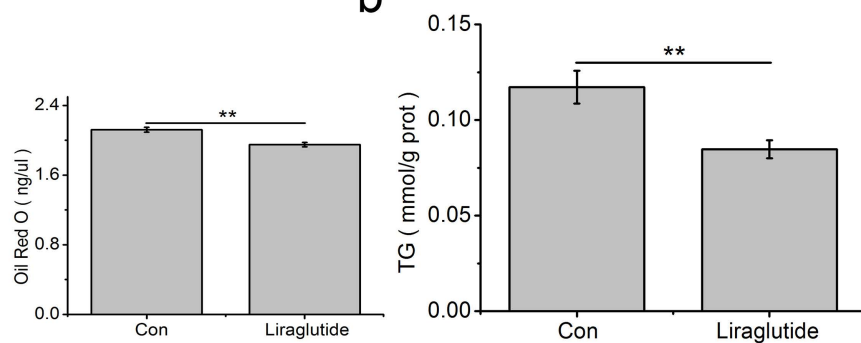 b
Oil Red O ( ng/ul )
2.4
1.6
0.8
0.0
**
Con
Liraglutide
TG ( mmol/g prot )
0.15
0.10
0.05
0.00
**
Con
Liraglutide